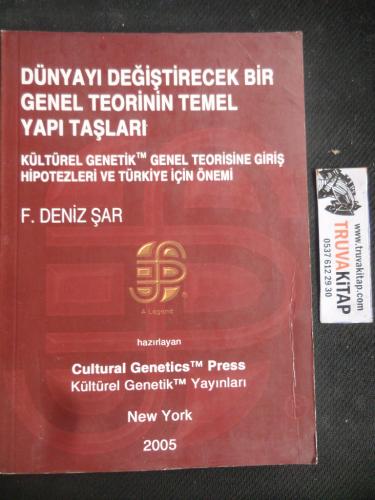 DÜNYAYI DEĞİŞTİRECEK BİR
GENEL TEORİNİN TEMEL
YAPI TAŞLARI
KÜLTÜREL GENETİK™ GENEL TEORİSİNE GİRİŞ
HİPOTEZLERİ VE TÜRKİYE İÇİN ÖNEMİ
F. DENİZ ŞAR
A Legend
hazırlayan
Cultural Genetics™ Press
Kültürel Genetik™ Yayınları
New York
2005
www.truvakitap.com
TRUVAKiTAP
0537 612 29 30